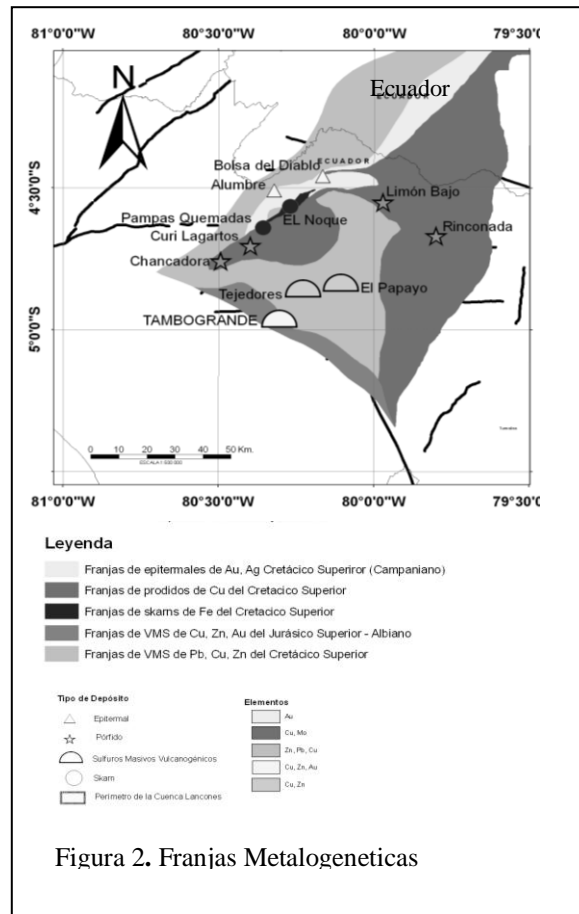 81°00'0"W 80°30'0"W 80°00'0"W 79°30'0
N
Ecuador
ECUADOR
Bolsa del Diablo
ECUADOR
4°30'0"S
Alumbre
Limón Bajo
Pampas Quemadas
EL Noque
Rinconada
Curi Lagartos
Chancadora
Tejedores
El Papayo
TAMBOGRANDE
5°0'0"S
0 10 20 30 40 50 Km.
81°00'0"W 80°30'0"W 80°00'0"W 79°30'0
Leyenda
Franjas de epitermales de Au, Ag Cretácico Superiror (Campaniano)
Franjas de prodidos de Cu del Cretacico Superior
Franjas de skarns de Fe del Cretacico Superior
Franjas de VMS de Cu, Zn, Au del Jurásico Superior - Albiano
Franjas de VMS de Pb, Cu, Zn del Cretácico Superior
Tipo de Depósito
Epitermal
Pórfido
Sulfuros Masivos Vulcanogénicos
Skarn
Perímetro de la Cuenca Lancones
Elementos
Au
Cu, Mo
Zn, Pb, Cu
Cu, Zn, Au
Cu, Zn
Figura 2. Franjas Metalogeneticas